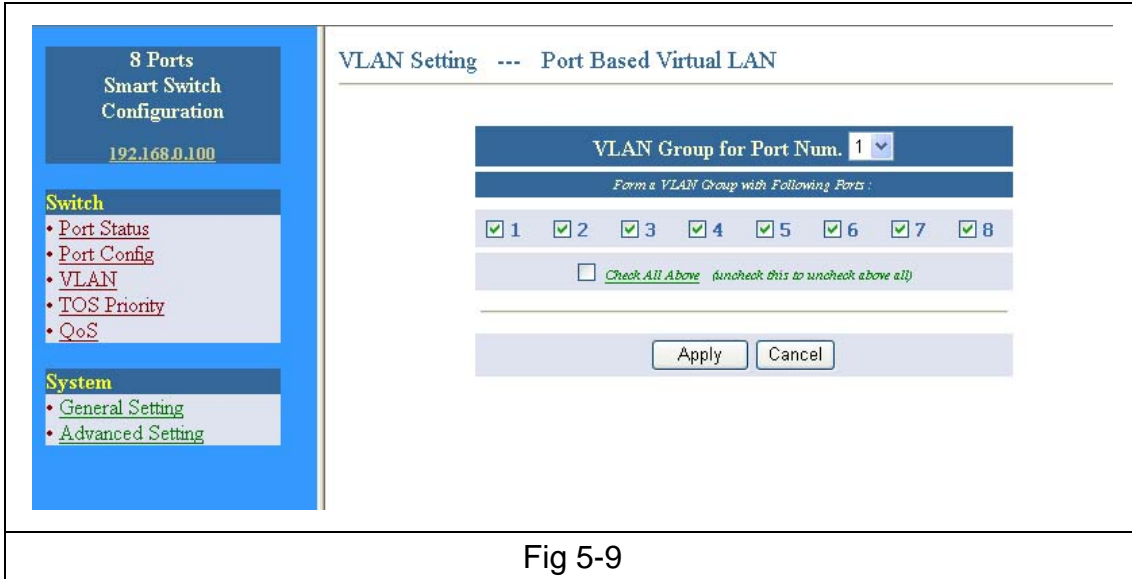 8 Ports
Smart Switch
Configuration
192.168.0.100
Switch
• Port Status
• Port Config
• VLAN
• TOS Priority
• QoS
System
• General Setting
• Advanced Setting
VLAN Setting --- Port Based Virtual LAN
VLAN Group for Port Num. 1
Form a VLAN Group with Following Ports :
1 2 3 4 5 6 7 8
Check All Above (uncheck this to uncheck above all)
Apply Cancel
Fig 5-9